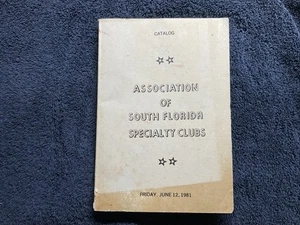 CATALOG
ASSOCIATION
OF
SOUTH FLORIDA
SPECIALTY CLUBS
FRIDAY, JUNE 12, 1981